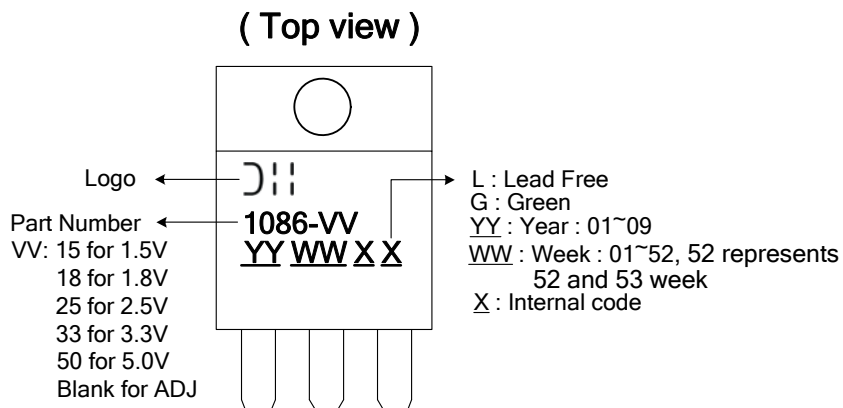 ( Top view )
Logo
Part Number
VV: 15 for 1.5V
18 for 1.8V
25 for 2.5V
33 for 3.3V
50 for 5.0V
Blank for ADJ
1086-VV
YY WW X X
L : Lead Free
G : Green
YY : Year : 01~09
WW : Week : 01~52, 52 represents
52 and 53 week
X : Internal code